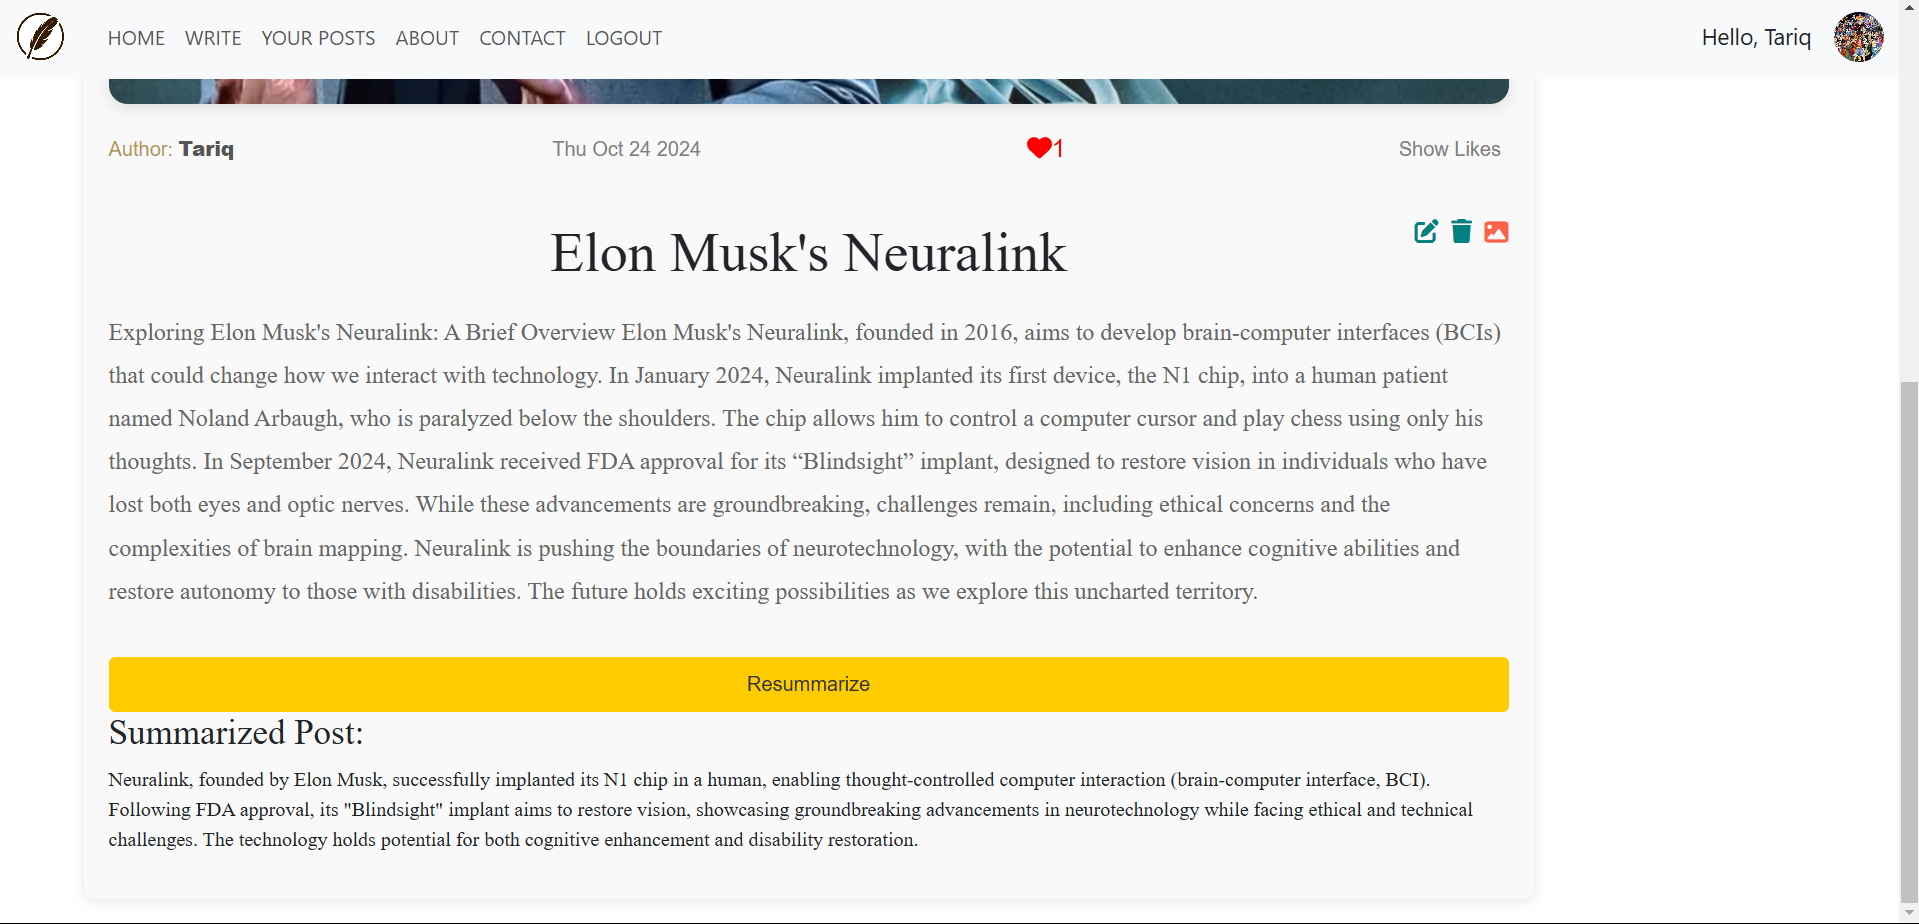 HOME WRITE YOUR POSTS ABOUT CONTACT LOGOUT Hello, Tariq
Author: Tariq Thu Oct 24 2024 1 Show Likes
Elon Musk's Neuralink
Exploring Elon Musk's Neuralink: A Brief Overview Elon Musk's Neuralink, founded in 2016, aims to develop brain-computer interfaces (BCIs)
that could change how we interact with technology. In January 2024, Neuralink implanted its first device, the N1 chip, into a human patient
named Noland Arbaugh, who is paralyzed below the shoulders. The chip allows him to control a computer cursor and play chess using only his
thoughts. In September 2024, Neuralink received FDA approval for its “Blindsight” implant, designed to restore vision in individuals who have
lost both eyes and optic nerves. While these advancements are groundbreaking, challenges remain, including ethical concerns and the
complexities of brain mapping. Neuralink is pushing the boundaries of neurotechnology, with the potential to enhance cognitive abilities and
restore autonomy to those with disabilities. The future holds exciting possibilities as we explore this uncharted territory.
Resummarize
Summarized Post:
Neuralink, founded by Elon Musk, successfully implanted its N1 chip in a human, enabling thought-controlled computer interaction (brain-computer interface, BCI).
Following FDA approval, its "Blindsight" implant aims to restore vision, showcasing groundbreaking advancements in neurotechnology while facing ethical and technical
challenges. The technology holds potential for both cognitive enhancement and disability restoration.